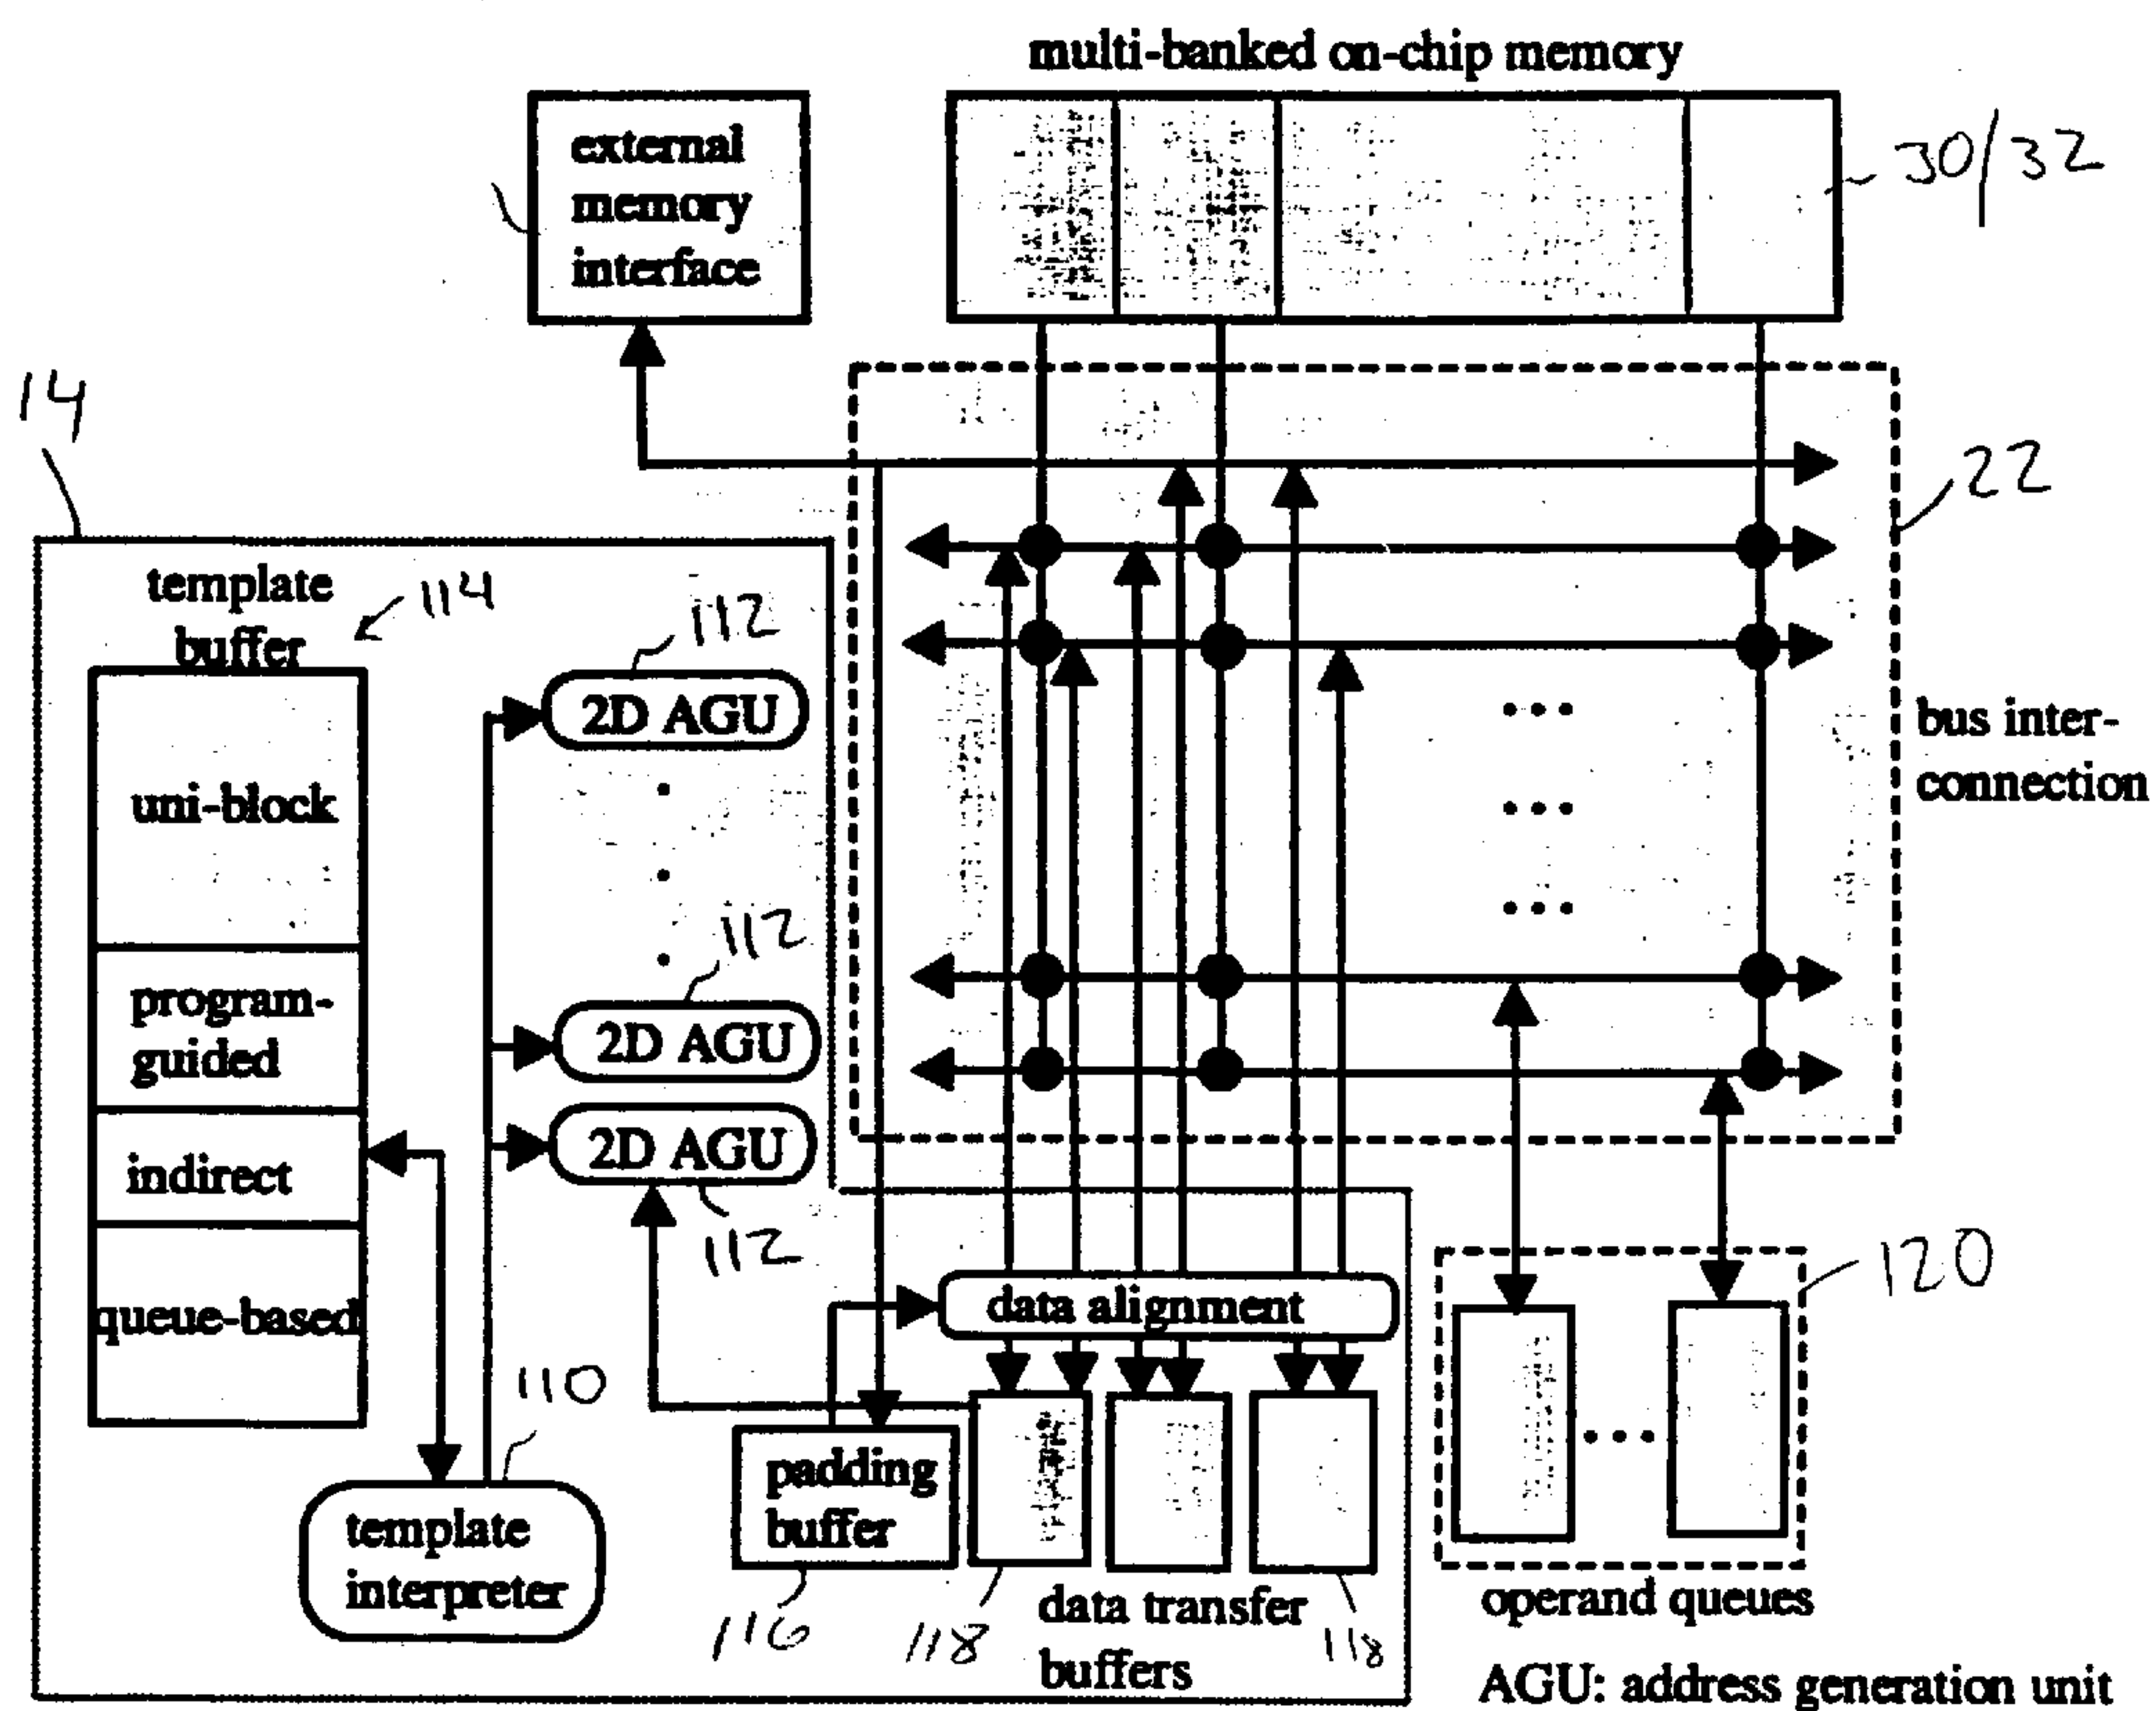 multi-banked on-chip memory
external
memory
interface
30/32
14
22
template
buffer
114
112
2D AGU
uni-block
bus inter-
connection
112
program-
guided
2D AGU
indirect
2D AGU
112
queue-based
data alignment
120
110
template
interpreter
padding
buffer
116
118
data transfer
buffers
118
operand queues
AGU: address generation unit